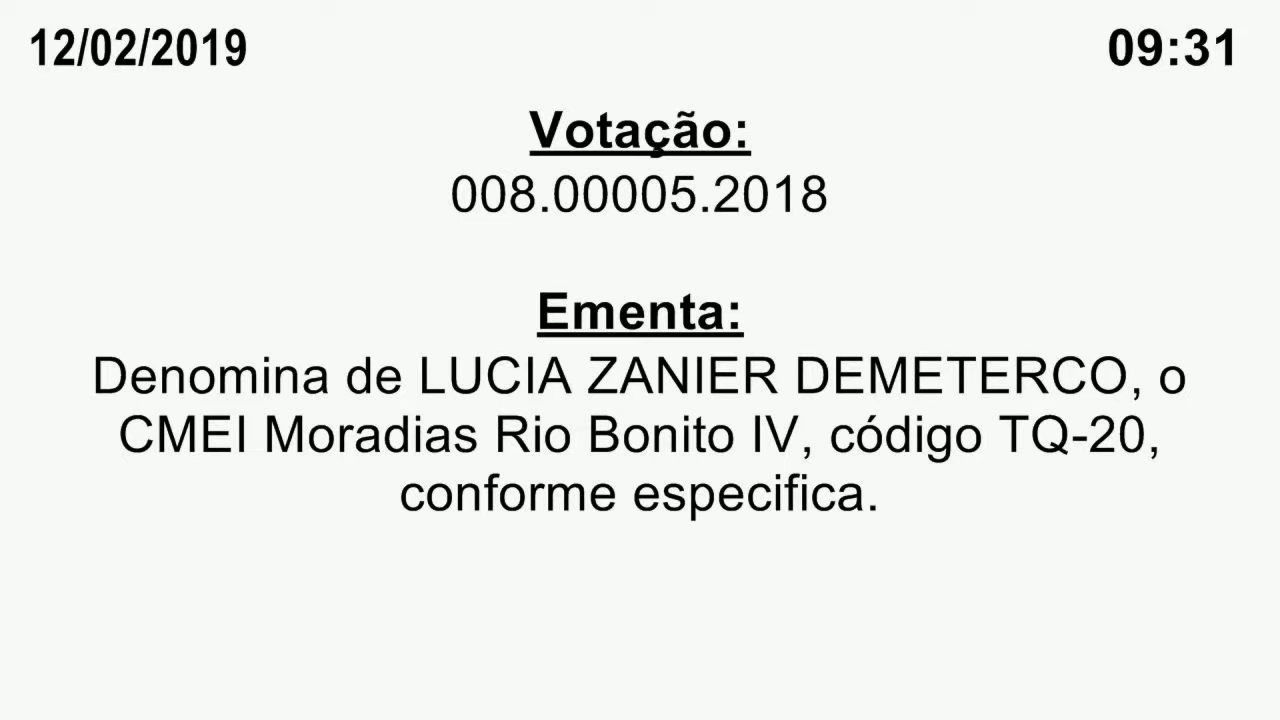 12/02/2019
09:31
Votação:
008.00005.2018
Ementa:
Denomina de LUCIA ZANIER DEMETERCO, o
CMEI Moradias Rio Bonito IV, código TQ-20,
conforme especifica.